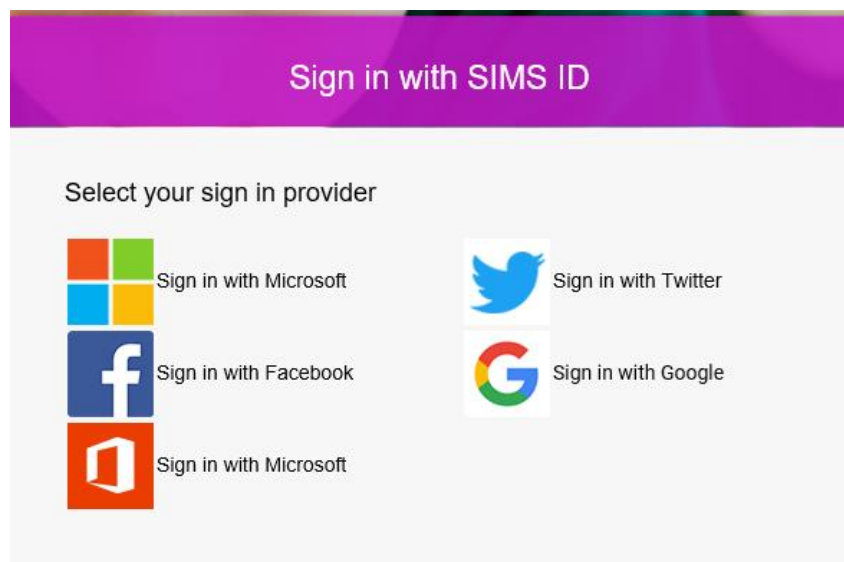 Sign in with SIMS ID
Select your sign in provider
Sign in with Microsoft
Sign in with Twitter
Sign in with Facebook
Sign in with Google
Sign in with Microsoft